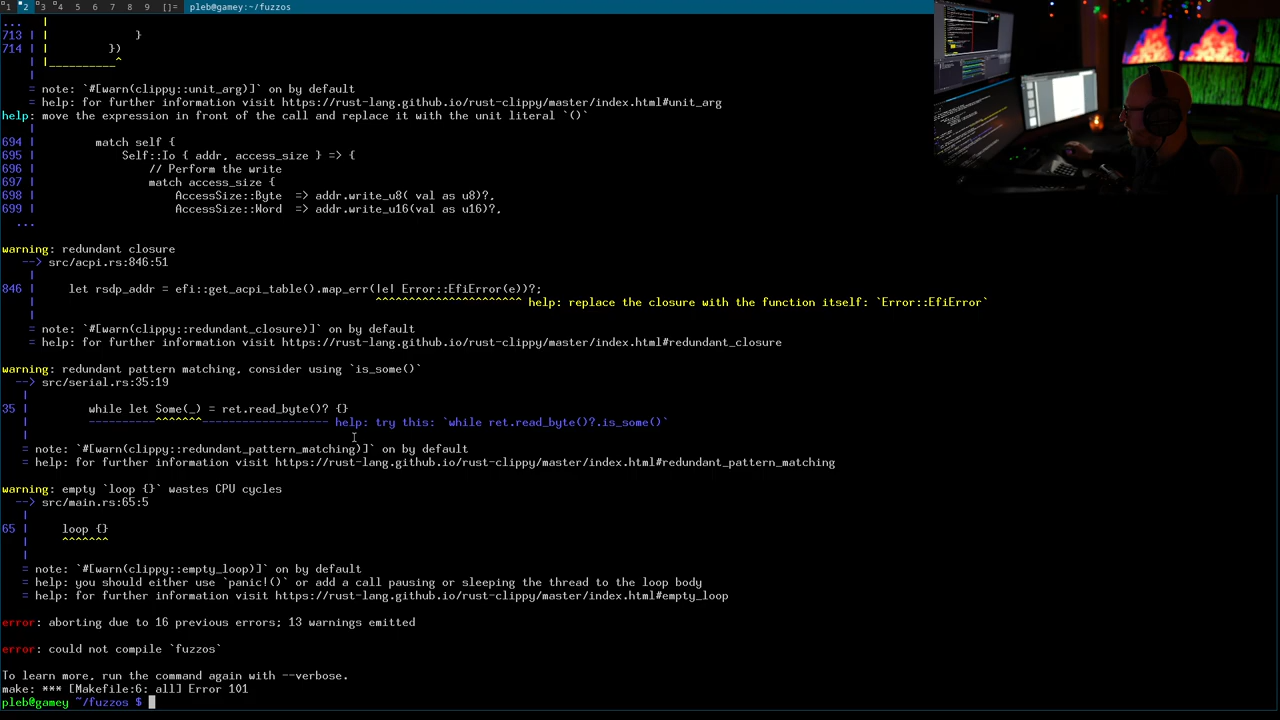 1 2 3 4 5 6 7 8 9 []= pleb@gamey:~/fuzzos
... |
713 | }
714 | })
|__________^
|
= note: `#[warn(clippy::unit_arg)]` on by default
= help: for further information visit https://rust-lang.github.io/rust-clippy/master/index.html#unit_arg
help: move the expression in front of the call and replace it with the unit literal `()`
|
694 | match self {
695 | Self::Io { addr, access_size } => {
696 | // Perform the write
697 | match access_size {
698 | AccessSize::Byte => addr.write_u8( val as u8)?,
699 | AccessSize::Word => addr.write_u16(val as u16)?,
...
warning: redundant closure
--> src/acpi.rs:846:51
|
846 | let rsdp_addr = efi::get_acpi_table().map_err(|e| Error::EfiError(e))?;
| ^^^^^^^^^^^^^^^^^^^^^^ help: replace the closure with the function itself: `Error::EfiError`
|
= note: `#[warn(clippy::redundant_closure)]` on by default
= help: for further information visit https://rust-lang.github.io/rust-clippy/master/index.html#redundant_closure
warning: redundant pattern matching, consider using `is_some()`
--> src/serial.rs:35:19
|
35 | while let Some(_) = ret.read_byte()? {}
| ----------^^^^^^^------------------- help: try this: `while ret.read_byte()?.is_some()`
|
= note: `#[warn(clippy::redundant_pattern_matching)]` on by default
= help: for further information visit https://rust-lang.github.io/rust-clippy/master/index.html#redundant_pattern_matching
warning: empty `loop {}` wastes CPU cycles
--> src/main.rs:65:5
|
65 | loop {}
| ^^^^^^^
|
= note: `#[warn(clippy::empty_loop)]` on by default
= help: you should either use `panic!()` or add a call pausing or sleeping the thread to the loop body
= help: for further information visit https://rust-lang.github.io/rust-clippy/master/index.html#empty_loop
error: aborting due to 16 previous errors; 13 warnings emitted
error: could not compile `fuzzos`
To learn more, run the command again with --verbose.
make: *** [Makefile:6: all] Error 101
pleb@gamey ~/fuzzos $